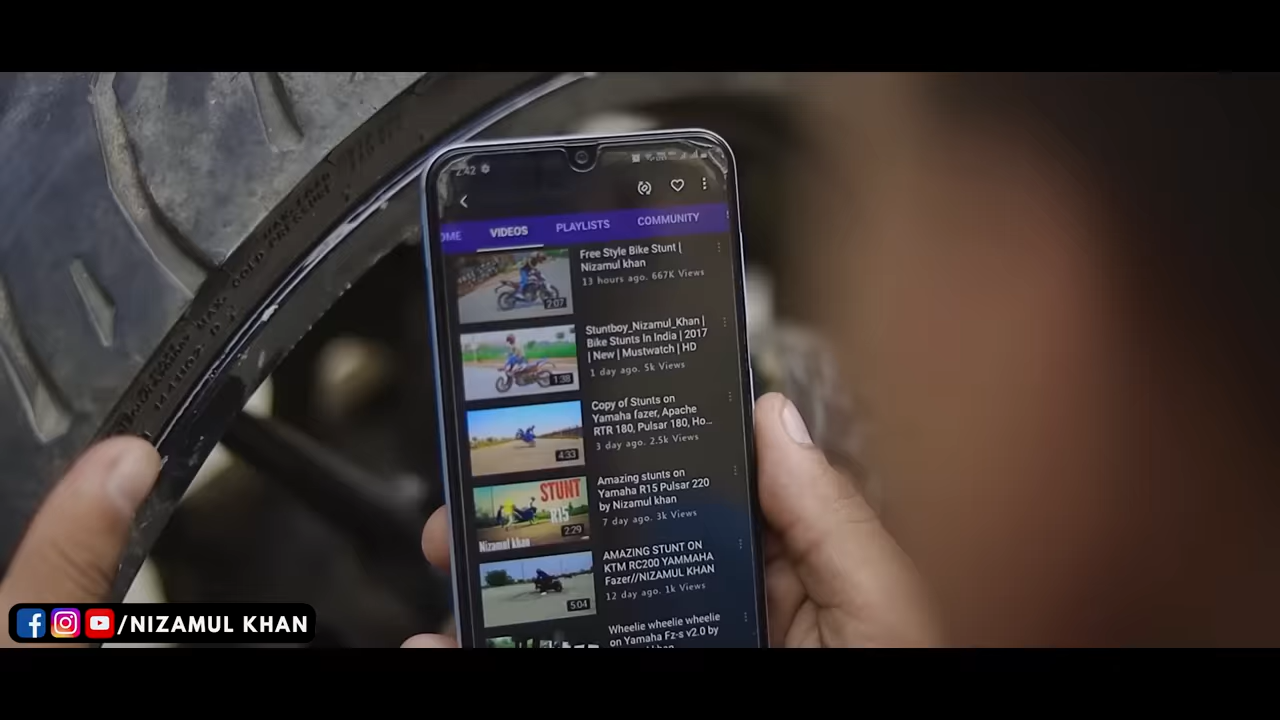 2:42
OME VIDEOS PLAYLISTS COMMUNITY
Free Style Bike Stunt |
Nizamul khan
13 hours ago. 667K Views
2:07
Stuntboy_Nizamul_Khan |
Bike Stunts In India | 2017
| New | Mustwatch | HD
1 day ago. 5k Views
1:38
Copy of Stunts on
Yamaha fazer, Apache
RTR 180, Pulsar 180, Ho...
3 day ago. 2.5k Views
4:33
Amazing stunts on
Yamaha R15 Pulsar 220
by Nizamul khan
7 day ago. 3k Views
STUNT
R15
Nizamul khan
2:29
AMAZING STUNT ON
KTM RC200 YAMMAHA
Fazer//NIZAMUL KHAN
12 day ago. 1k Views
5:04
Wheelie wheelie wheelie
on Yamaha Fz-s v2.0 by
/NIZAMUL KHAN